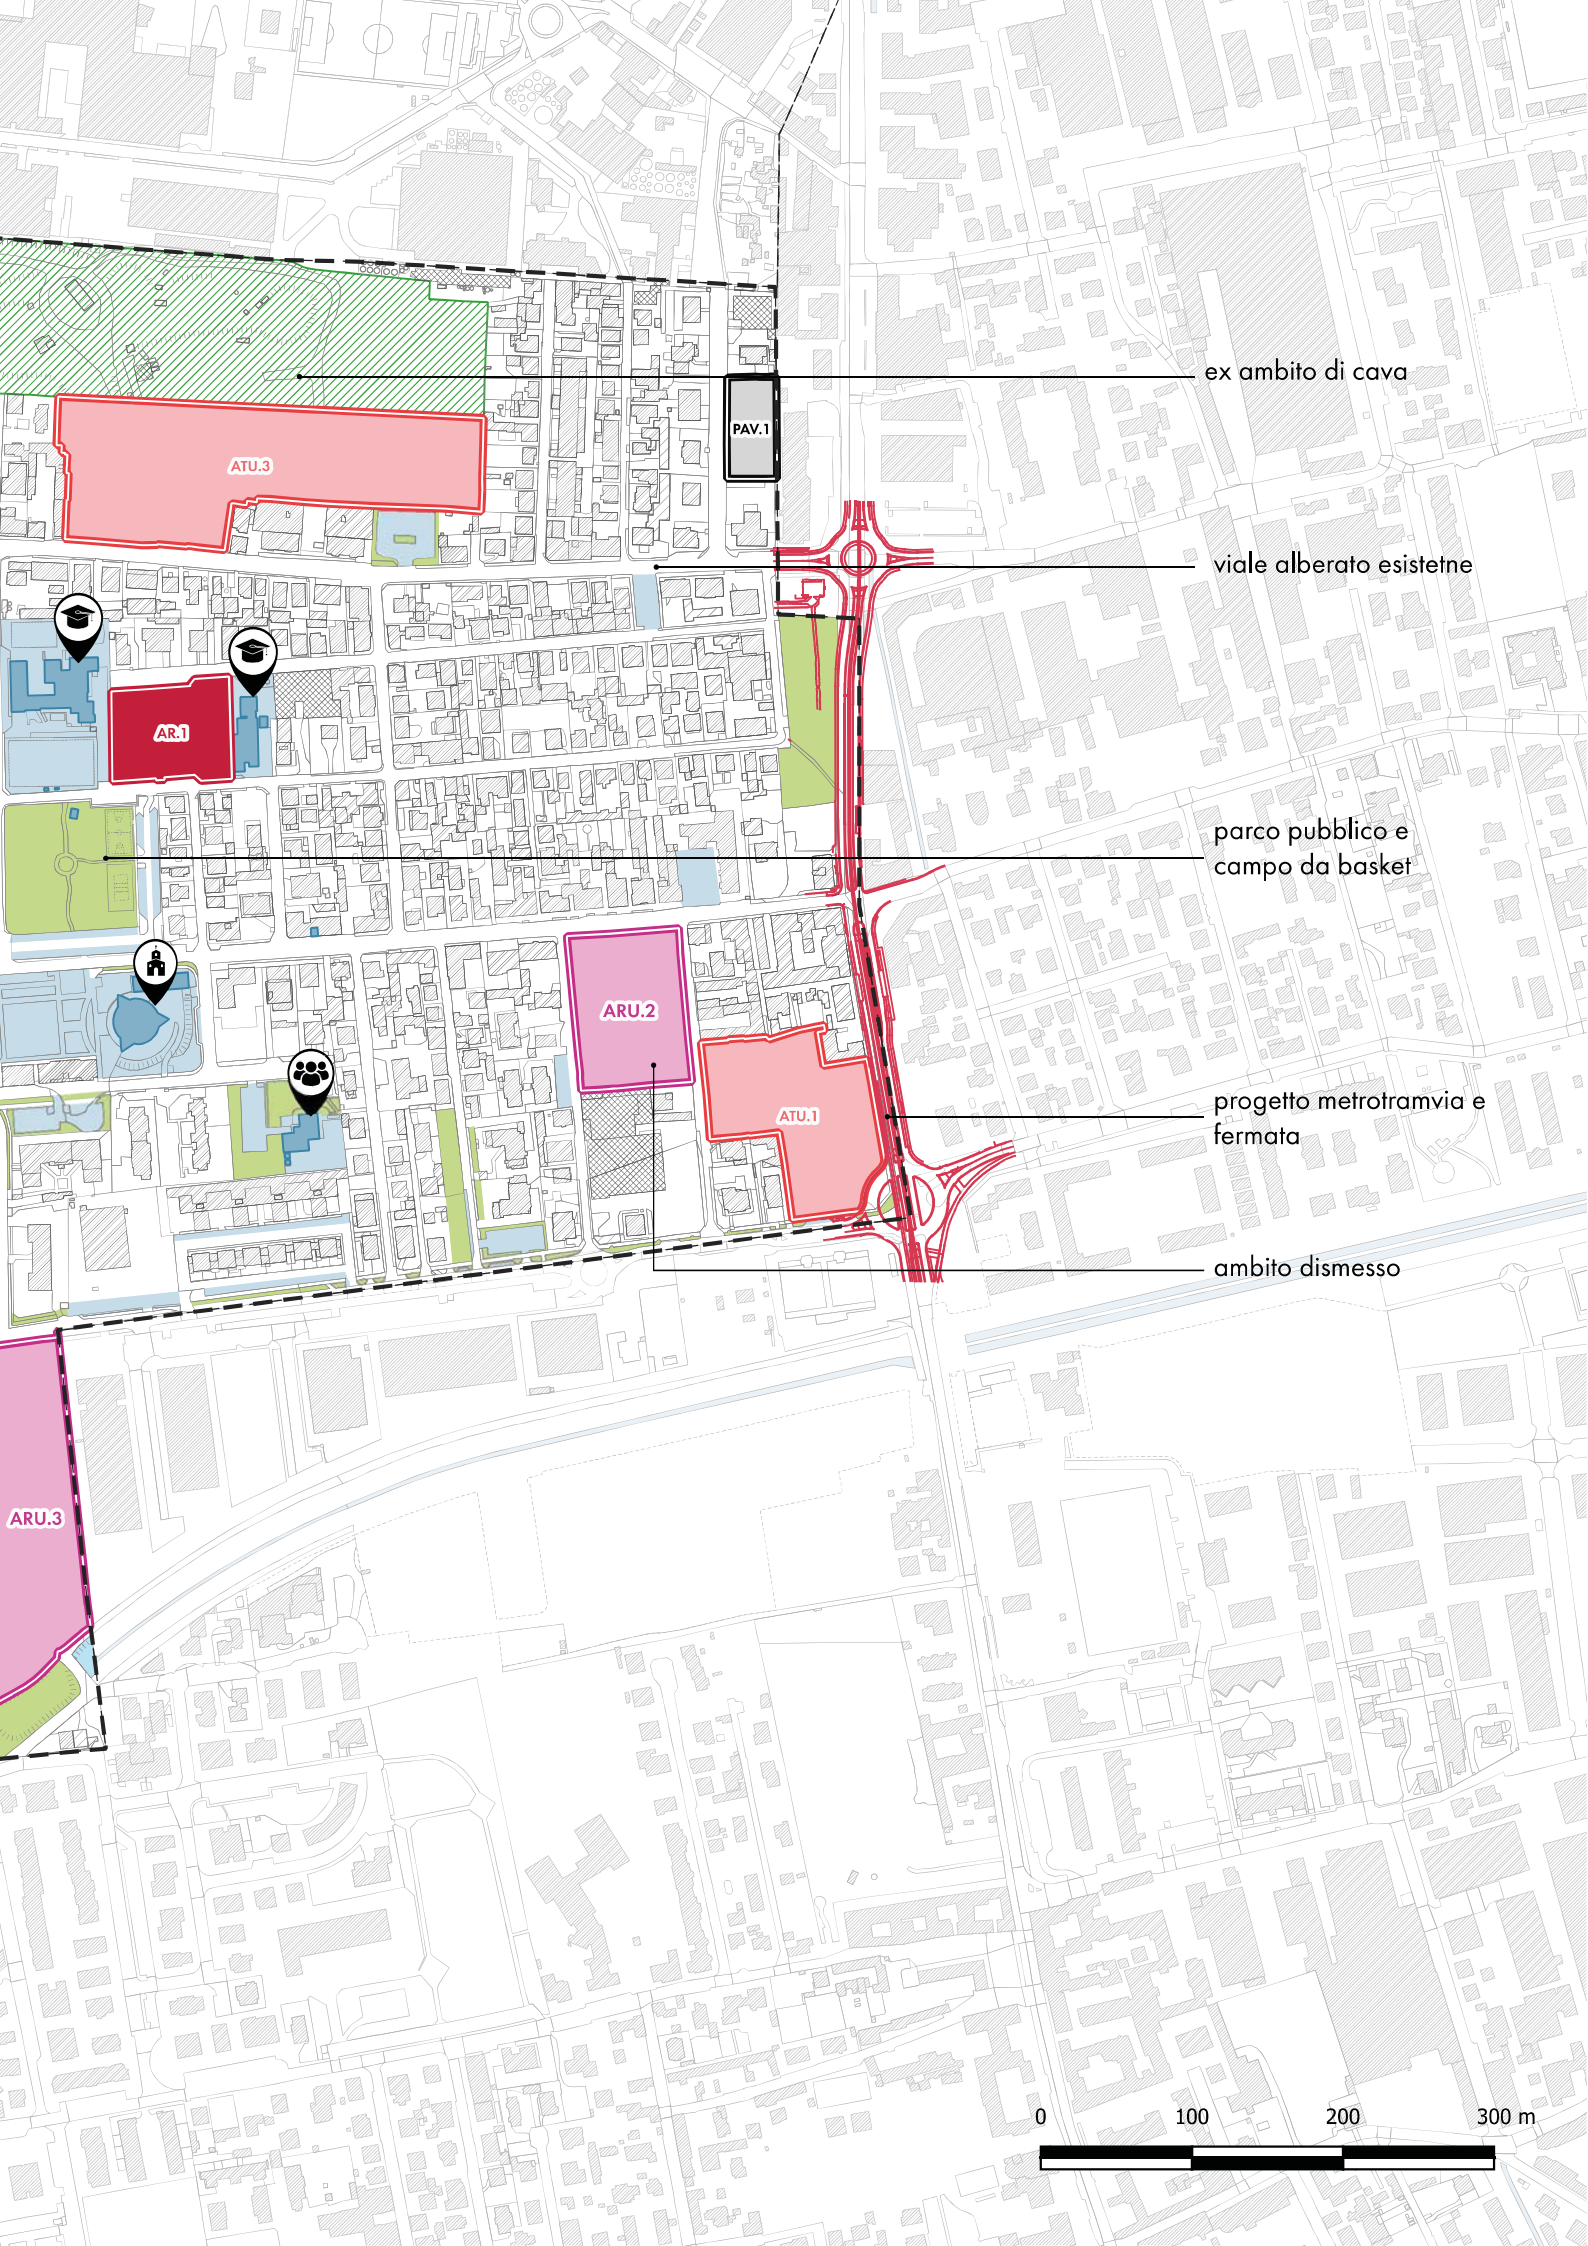 ex ambito di cava
PAV.1
ATU.3
viale alberato esistetne
AR.1
parco pubblico e
campo da basket
ARU.2
progetto metrotramvia e
fermata
ATU.1
ambito dismesso
ARU.3
0 100 200 300 m